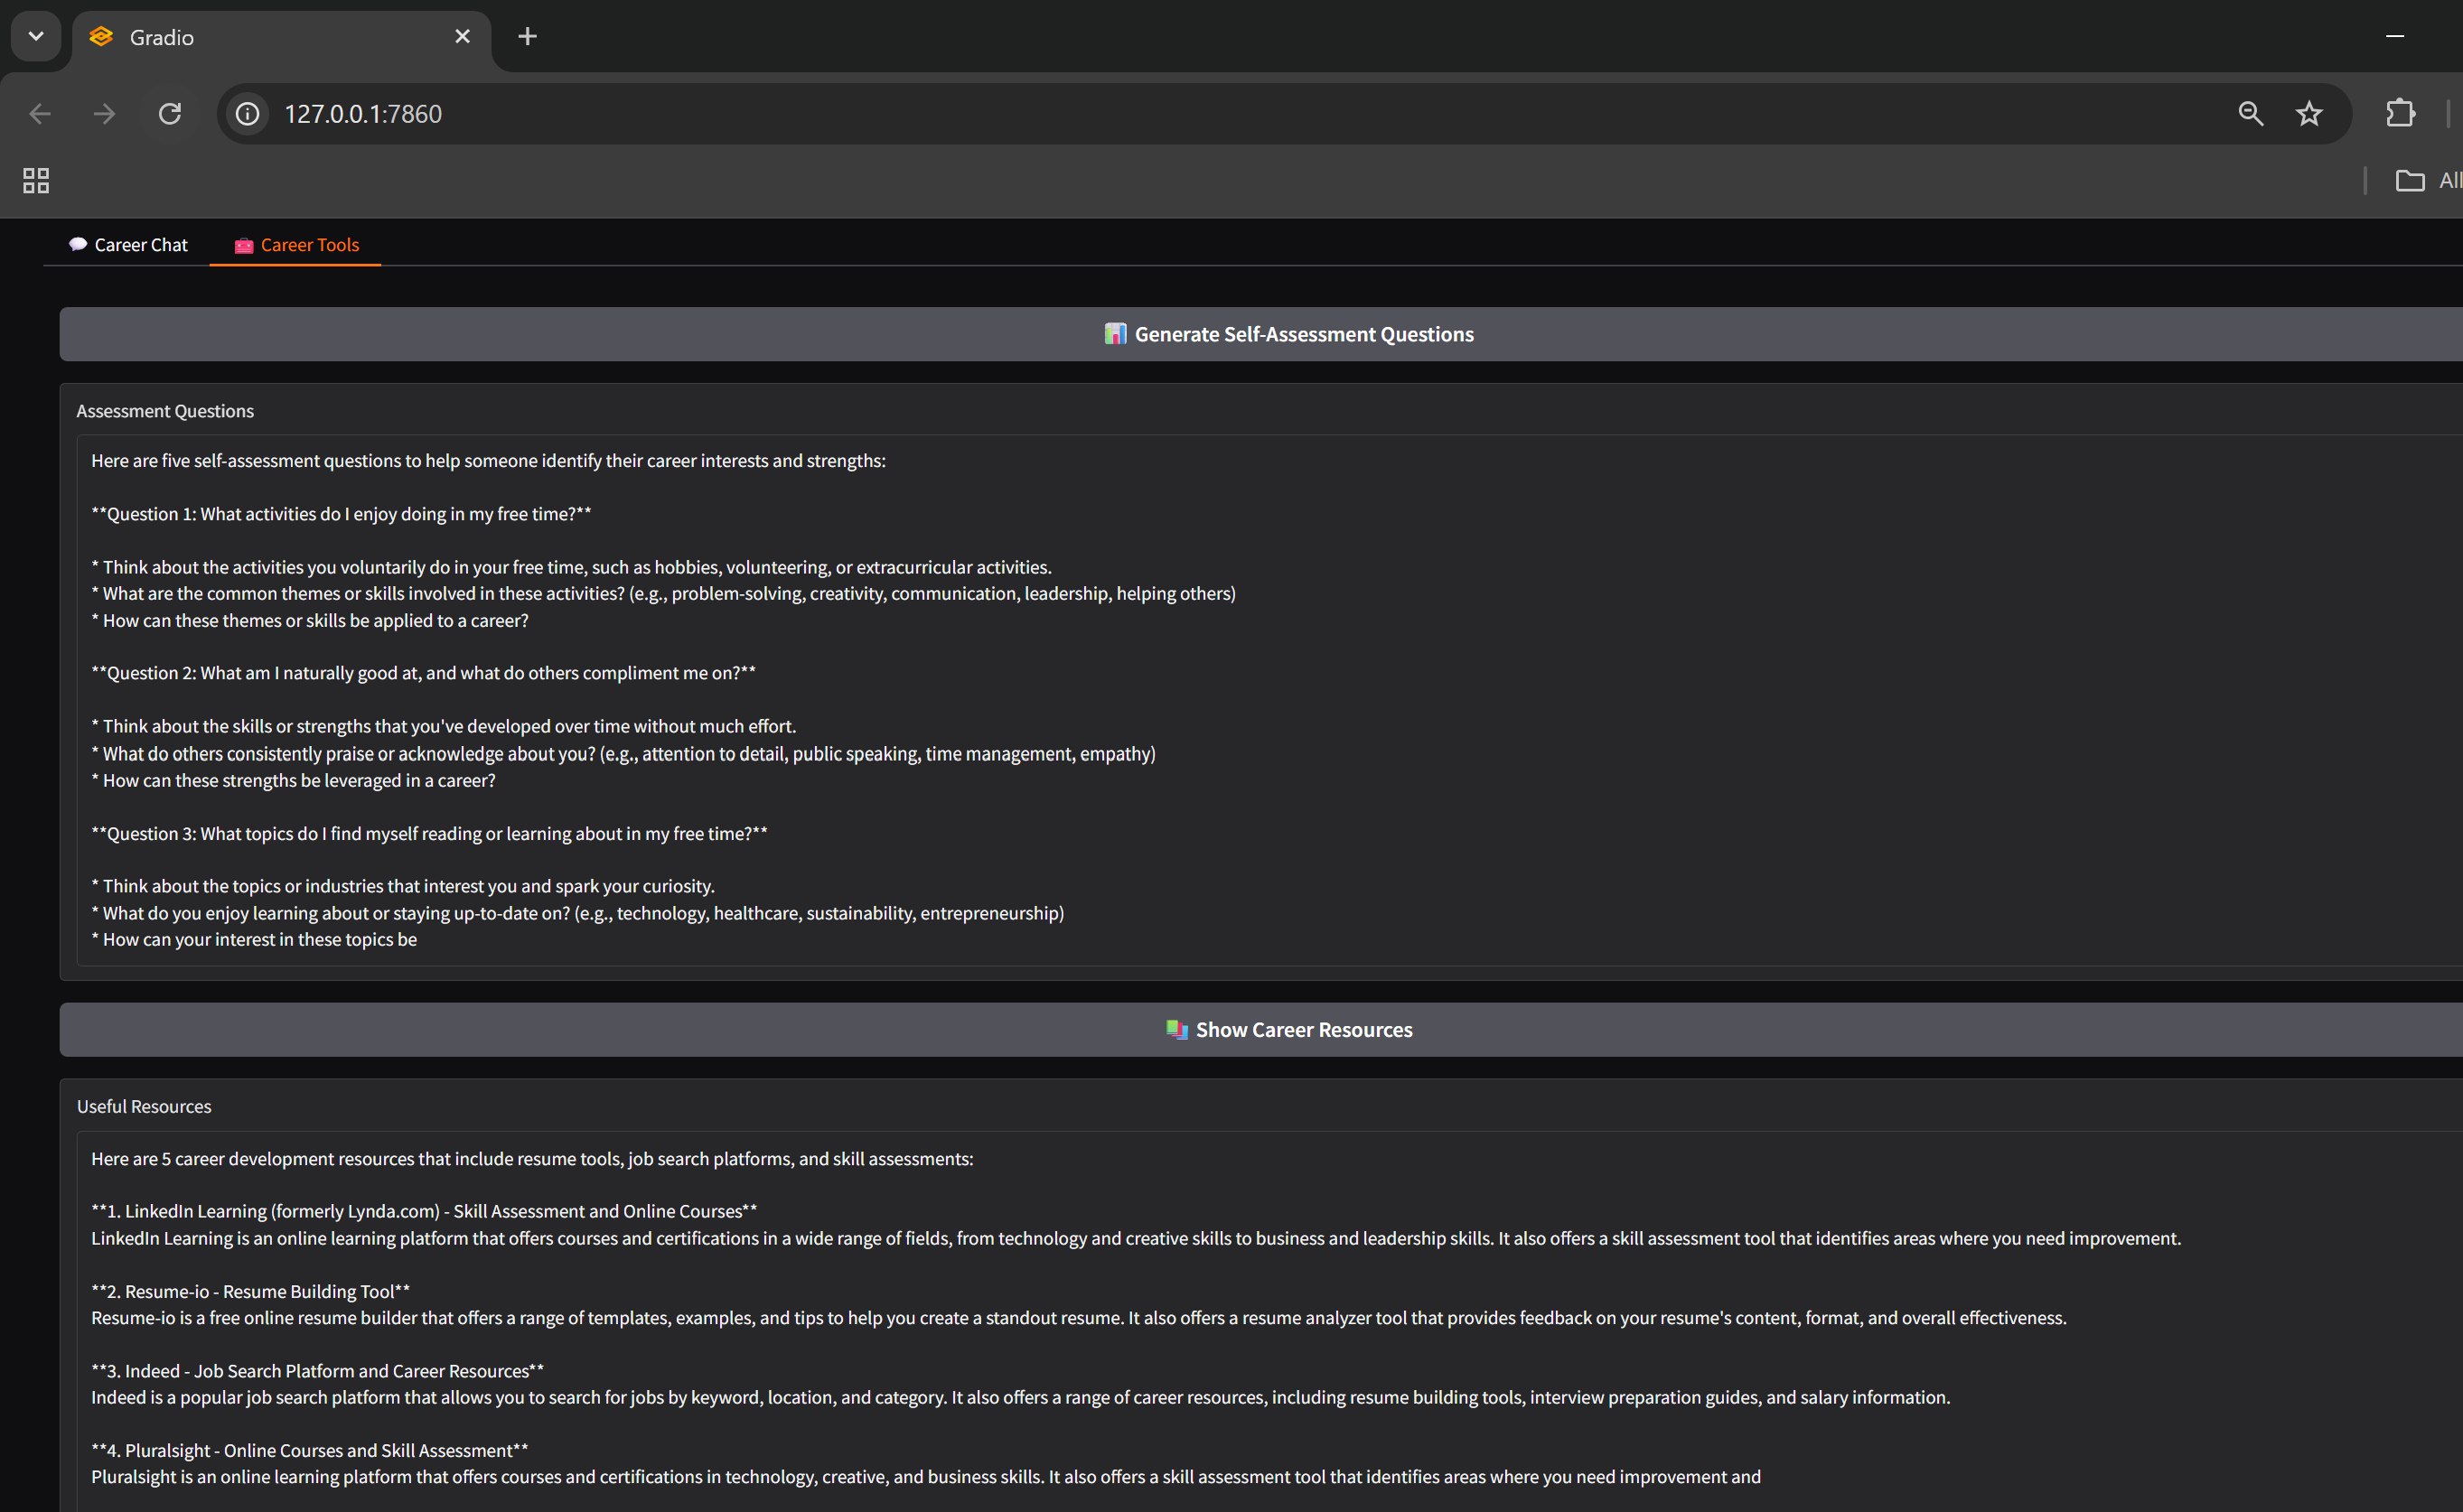 Gradio
127.0.0.1:7860
All
Career Chat
Career Tools
Generate Self-Assessment Questions
Assessment Questions
Here are five self-assessment questions to help someone identify their career interests and strengths:
**Question 1: What activities do I enjoy doing in my free time?**
* Think about the activities you voluntarily do in your free time, such as hobbies, volunteering, or extracurricular activities.
* What are the common themes or skills involved in these activities? (e.g., problem-solving, creativity, communication, leadership, helping others)
* How can these themes or skills be applied to a career?
**Question 2: What am I naturally good at, and what do others compliment me on?**
* Think about the skills or strengths that you've developed over time without much effort.
* What do others consistently praise or acknowledge about you? (e.g., attention to detail, public speaking, time management, empathy)
* How can these strengths be leveraged in a career?
**Question 3: What topics do I find myself reading or learning about in my free time?**
* Think about the topics or industries that interest you and spark your curiosity.
* What do you enjoy learning about or staying up-to-date on? (e.g., technology, healthcare, sustainability, entrepreneurship)
* How can your interest in these topics be
Show Career Resources
Useful Resources
Here are 5 career development resources that include resume tools, job search platforms, and skill assessments:
**1. LinkedIn Learning (formerly Lynda.com) - Skill Assessment and Online Courses**
LinkedIn Learning is an online learning platform that offers courses and certifications in a wide range of fields, from technology and creative skills to business and leadership skills. It also offers a skill assessment tool that identifies areas where you need improvement.
**2. Resume-io - Resume Building Tool**
Resume-io is a free online resume builder that offers a range of templates, examples, and tips to help you create a standout resume. It also offers a resume analyzer tool that provides feedback on your resume's content, format, and overall effectiveness.
**3. Indeed - Job Search Platform and Career Resources**
Indeed is a popular job search platform that allows you to search for jobs by keyword, location, and category. It also offers a range of career resources, including resume building tools, interview preparation guides, and salary information.
**4. Pluralsight - Online Courses and Skill Assessment**
Pluralsight is an online learning platform that offers courses and certifications in technology, creative, and business skills. It also offers a skill assessment tool that identifies areas where you need improvement and